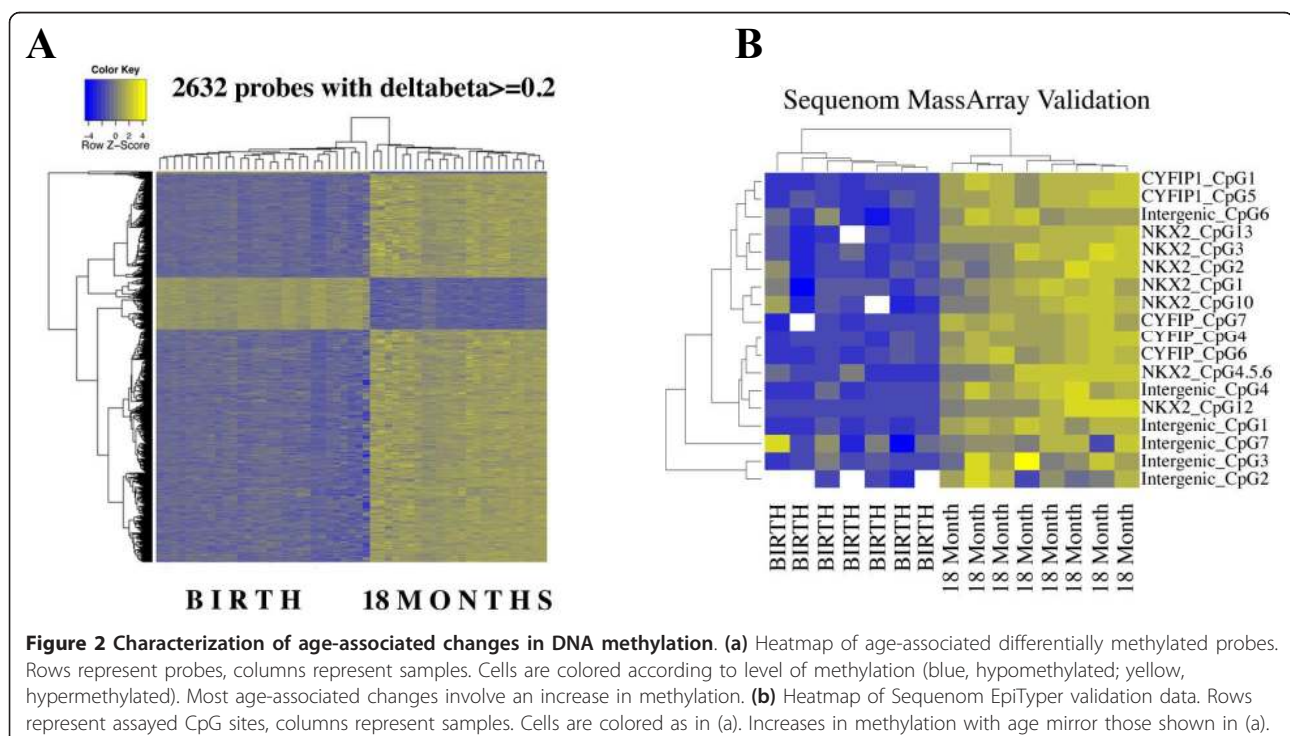 A
Color Key
-4 0 2 4
Row Z-Score
2632 probes with deltabeta>=0.2
BIRTH
18 MONTHS
B
Sequenom MassArray Validation
CYFIP1_CpG1
CYFIP1_CpG5
Intergenic_CpG6
NKX2_CpG13
NKX2_CpG3
NKX2_CpG2
NKX2_CpG1
NKX2_CpG10
CYFIP_CpG7
CYFIP_CpG4
CYFIP_CpG6
NKX2_CpG4.5.6
Intergenic_CpG4
NKX2_CpG12
Intergenic_CpG1
Intergenic_CpG7
Intergenic_CpG3
Intergenic_CpG2
BIRTH
BIRTH
BIRTH
BIRTH
BIRTH
BIRTH
BIRTH
18 Month
18 Month
18 Month
18 Month
18 Month
18 Month
18 Month
18 Month
Figure 2 Characterization of age-associated changes in DNA methylation. (a) Heatmap of age-associated differentially methylated probes.
Rows represent probes, columns represent samples. Cells are colored according to level of methylation (blue, hypomethylated; yellow,
hypermethylated). Most age-associated changes involve an increase in methylation. (b) Heatmap of Sequenom EpiTyper validation data. Rows
represent assayed CpG sites, columns represent samples. Cells are colored as in (a). Increases in methylation with age mirror those shown in (a).